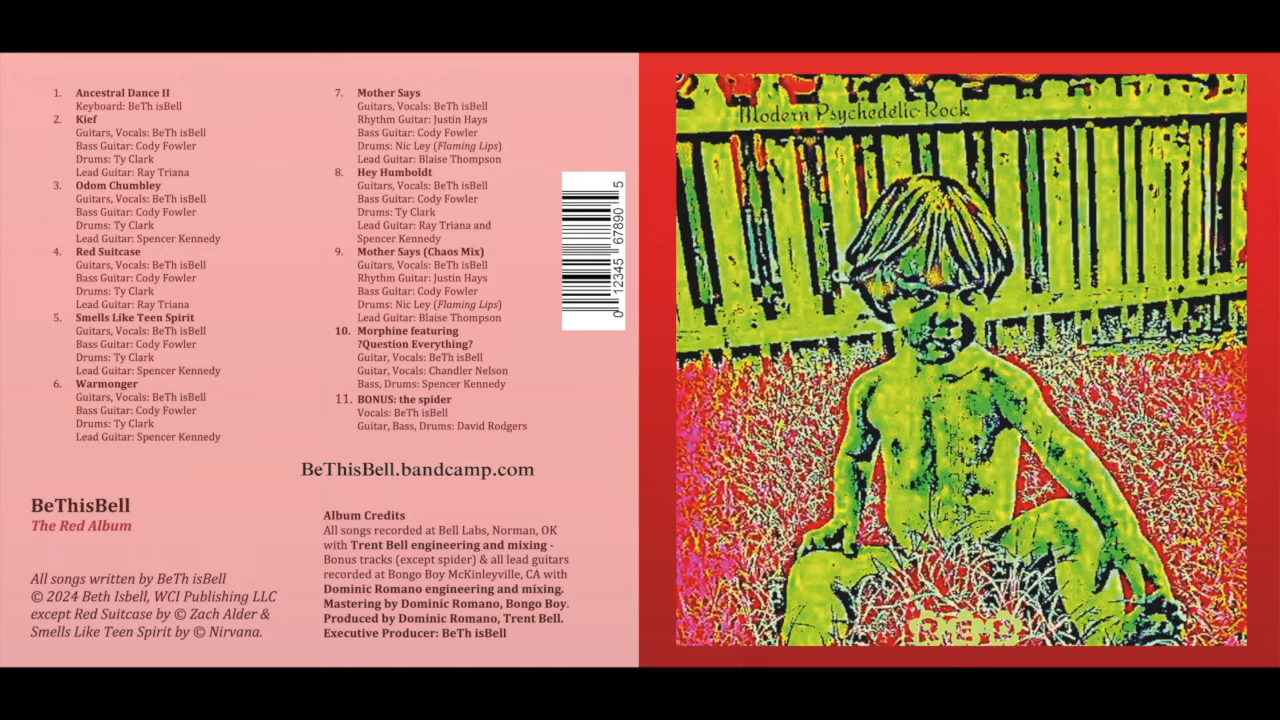 1. Ancestral Dance II
Keyboard: BeTh isBell
2. Kief
Guitars, Vocals: BeTh isBell
Bass Guitar: Cody Fowler
Drums: Ty Clark
Lead Guitar: Ray Triana
3. Odom Chumbley
Guitars, Vocals: BeTh isBell
Bass Guitar: Cody Fowler
Drums: Ty Clark
Lead Guitar: Spencer Kennedy
4. Red Suitcase
Guitars, Vocals: BeTh isBell
Bass Guitar: Cody Fowler
Drums: Ty Clark
Lead Guitar: Ray Triana
5. Smells Like Teen Spirit
Guitars, Vocals: BeTh isBell
Bass Guitar: Cody Fowler
Drums: Ty Clark
Lead Guitar: Spencer Kennedy
6. Warmonger
Guitars, Vocals: BeTh isBell
Bass Guitar: Cody Fowler
Drums: Ty Clark
Lead Guitar: Spencer Kennedy
7. Mother Says
Guitars, Vocals: BeTh isBell
Rhythm Guitar: Justin Hays
Bass Guitar: Cody Fowler
Drums: Nic Ley (Flaming Lips)
Lead Guitar: Blaise Thompson
8. Hey Humboldt
Guitars, Vocals: BeTh isBell
Bass Guitar: Cody Fowler
Drums: Ty Clark
Lead Guitar: Ray Triana and
Spencer Kennedy
9. Mother Says (Chaos Mix)
Guitars, Vocals: BeTh isBell
Rhythm Guitar: Justin Hays
Bass Guitar: Cody Fowler
Drums: Nic Ley (Flaming Lips)
Lead Guitar: Blaise Thompson
10. Morphine featuring
?Question Everything?
Guitar, Vocals: BeTh isBell
Guitar, Vocals: Chandler Nelson
Bass, Drums: Spencer Kennedy
11. BONUS: the spider
Vocals: BeTh isBell
Guitar, Bass, Drums: David Rodgers
0 12345 67890 5
BeThisBell.bandcamp.com
BeThisBell
The Red Album
All songs written by BeTh isBell
© 2024 Beth Isbell, WCI Publishing LLC
except Red Suitcase by © Zach Alder &
Smells Like Teen Spirit by © Nirvana.
Album Credits
All songs recorded at Bell Labs, Norman, OK
with Trent Bell engineering and mixing -
Bonus tracks (except spider) & all lead guitars
recorded at Bongo Boy McKinleyville, CA with
Dominic Romano engineering and mixing.
Mastering by Dominic Romano, Bongo Boy.
Produced by Dominic Romano, Trent Bell.
Executive Producer: BeTh isBell
Modern Psychedelic Rock
RED